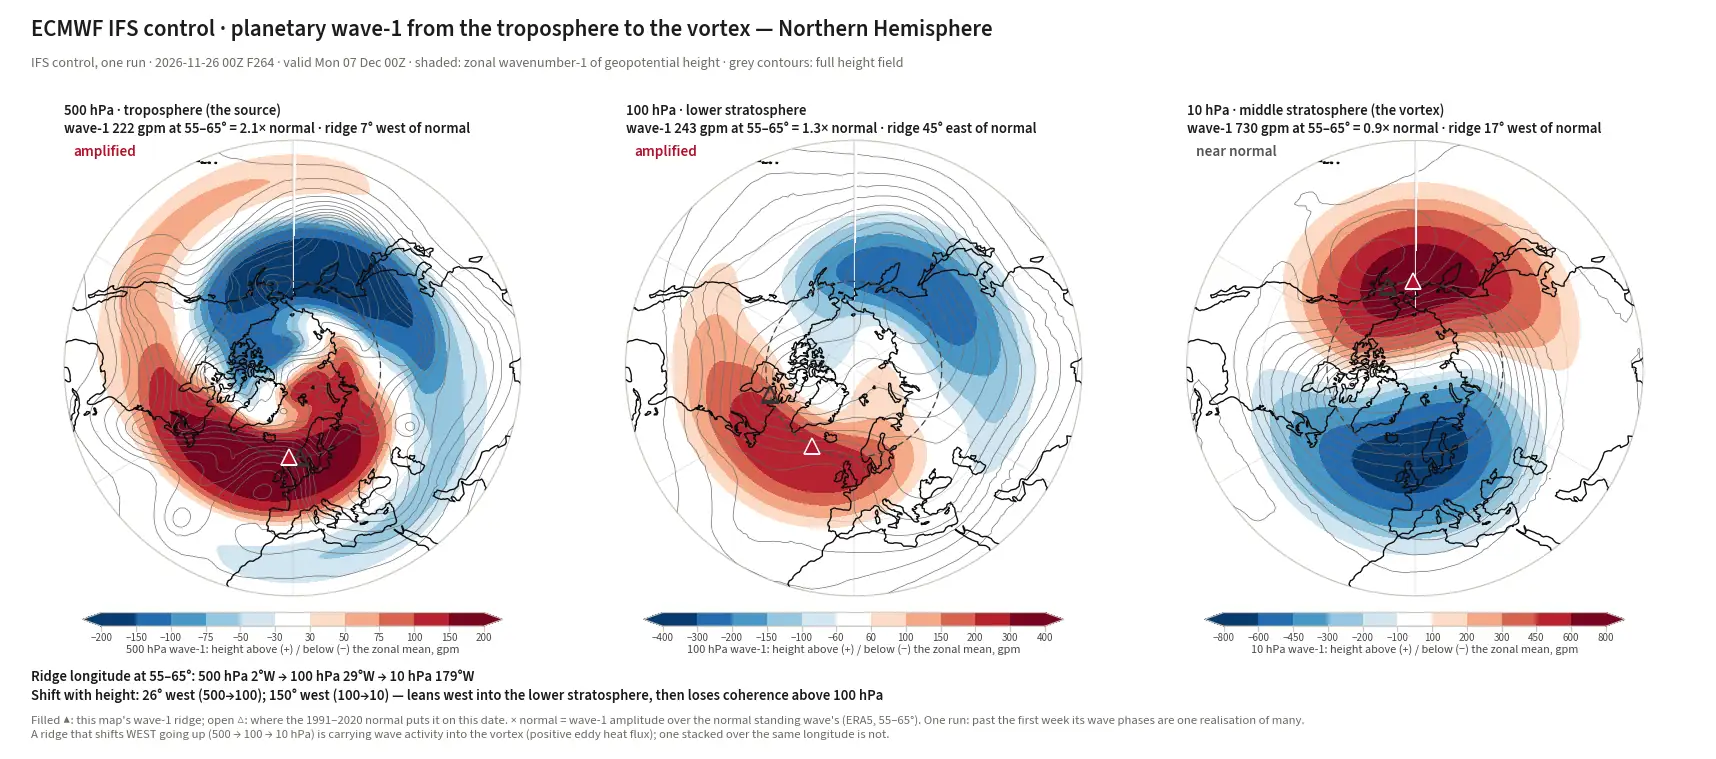 ECMWF IFS control · planetary wave-1 from the troposphere to the vortex — Northern Hemisphere
IFS control, one run · 2026-11-26 00Z F264 · valid Mon 07 Dec 00Z · shaded: zonal wavenumber-1 of geopotential height · grey contours: full height field
500 hPa · troposphere (the source)
wave-1 222 gpm at 55–65° = 2.1× normal · ridge 7° west of normal
amplified
100 hPa · lower stratosphere
wave-1 243 gpm at 55–65° = 1.3× normal · ridge 45° east of normal
amplified
10 hPa · middle stratosphere (the vortex)
wave-1 730 gpm at 55–65° = 0.9× normal · ridge 17° west of normal
near normal
−200 −150 −100 −75 −50 −30 30 50 75 100 150 200
500 hPa wave-1: height above (+) / below (−) the zonal mean, gpm
−400 −300 −200 −150 −100 −60 60 100 150 200 300 400
100 hPa wave-1: height above (+) / below (−) the zonal mean, gpm
−800 −600 −450 −300 −200 −100 100 200 300 450 600 800
10 hPa wave-1: height above (+) / below (−) the zonal mean, gpm
Ridge longitude at 55–65°: 500 hPa 2°W → 100 hPa 29°W → 10 hPa 179°W
Shift with height: 26° west (500→100); 150° west (100→10) — leans west into the lower stratosphere, then loses coherence above 100 hPa
Filled ▲: this map's wave-1 ridge; open △: where the 1991–2020 normal puts it on this date. × normal = wave-1 amplitude over the normal standing wave's (ERA5, 55–65°). One run: past the first week its wave phases are one realisation of many.
A ridge that shifts WEST going up (500 → 100 → 10 hPa) is carrying wave activity into the vortex (positive eddy heat flux); one stacked over the same longitude is not.